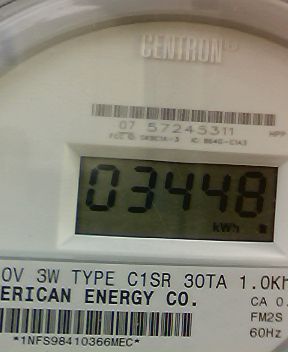 CENTRON
07 57245311
HPP
03448
kWh
OV 3W TYPE C1SR 30TA 1.0Kh
ERICAN ENERGY CO.
CA 0.
FM2S
60Hz
*1NFS98410366MEC*